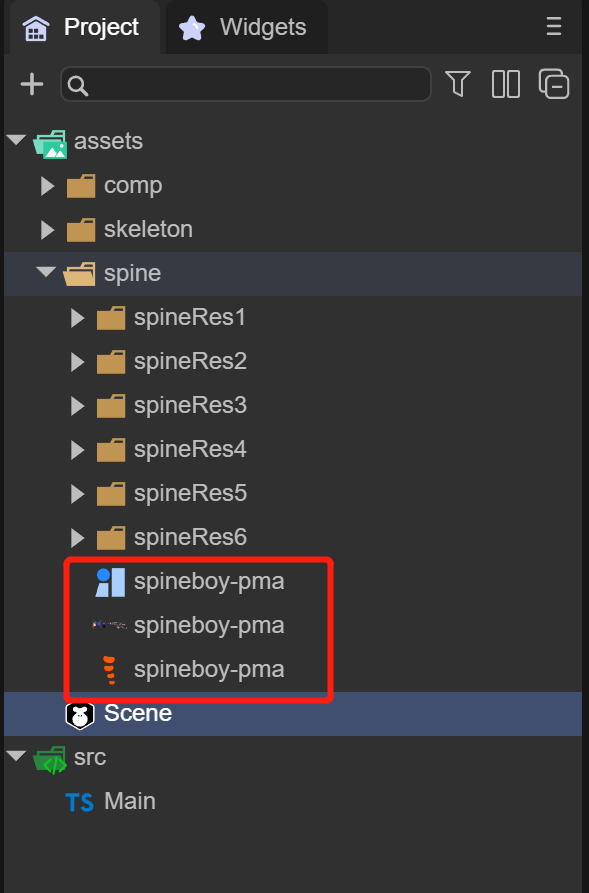 Project Widgets
assets
comp
skeleton
spine
spineRes1
spineRes2
spineRes3
spineRes4
spineRes5
spineRes6
spineboy-pma
spineboy-pma
spineboy-pma
Scene
src
TS Main